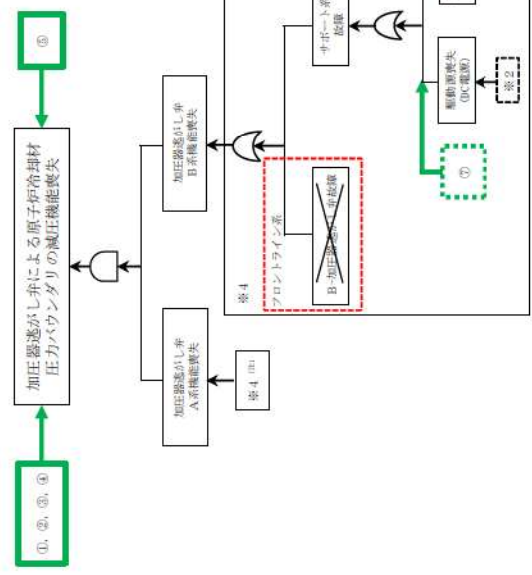 ①，②，③，④
加圧器逃がし弁による原子炉冷却材
圧力バウンダリの減圧機能喪失
⑤
加圧器逃がし弁
A系機能喪失
加圧器逃がし弁
B系機能喪失
※4（注1）
※4
フロントライン系
B-加圧器逃がし弁故障
サポート系
故障
駆動源喪失
(DC電源)
⑦
※2